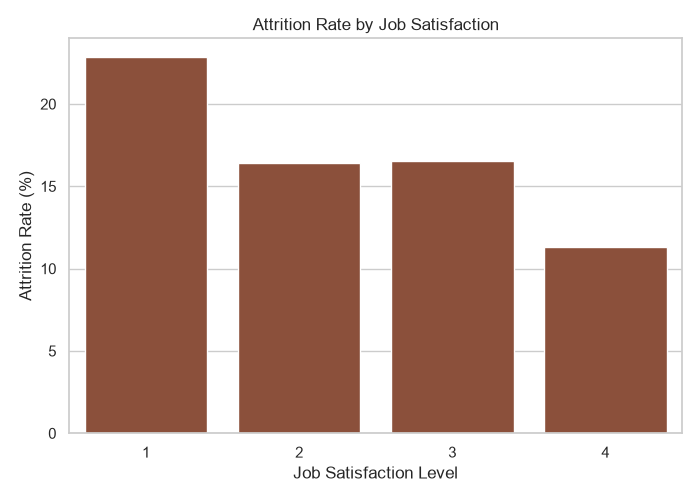 Attrition Rate by Job Satisfaction
Attrition Rate (%)
20
15
10
5
0
1 2 3 4
Job Satisfaction Level